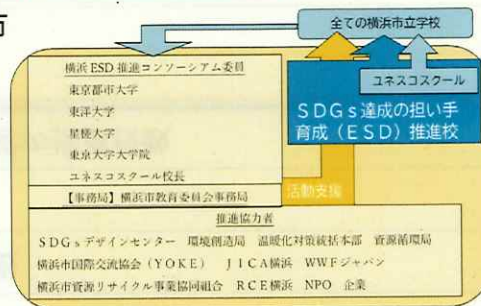 市
全ての横浜市立学校
横浜ESD推進コンソーシアム委員
東京都市大学
東洋大学
星槎大学
東京大学大学院
ユネスコスクール校長
【事務局】横浜市教育委員会事務局
ユネスコスクール
SDGs達成の担い手
育成(ESD)推進校
活動支援
推進協力者
SDGsデザインセンター 環境創造局 温暖化対策統括本部 資源循環局
横浜市国際交流協会(YOKE) JICA横浜 WWFジャパン
横浜市資源リサイクル事業協同組合 RCE横浜 NPO 企業